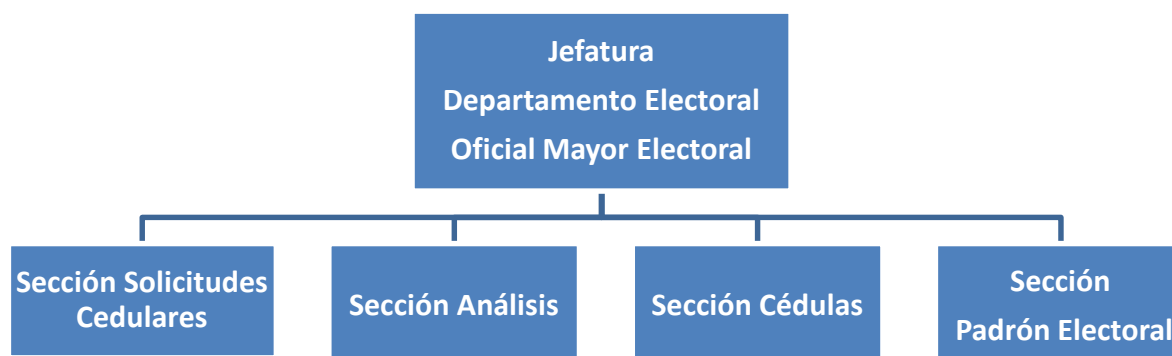 Jefatura
Departamento Electoral
Oficial Mayor Electoral
Sección Solicitudes
Cedulares
Sección Análisis
Sección Cédulas
Sección
Padrón Electoral